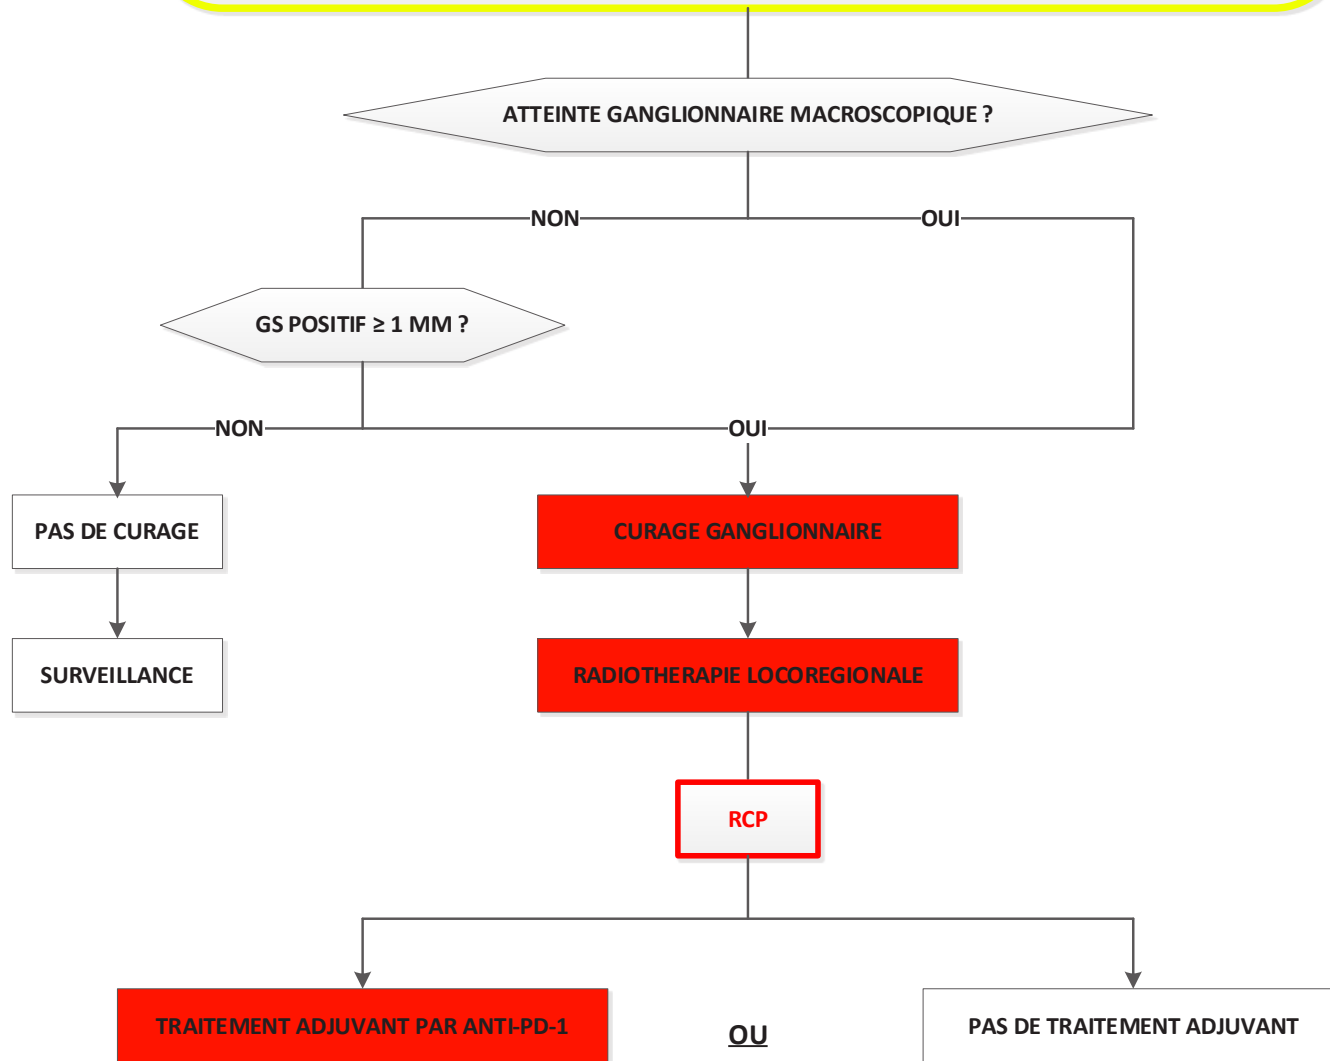 ATTEINTE GANGLIONNAIRE MACROSCOPIQUE ?
NON
OUI
GS POSITIF ≥ 1 MM ?
NON
OUI
PAS DE CURAGE
CURAGE GANGLIONNAIRE
SURVEILLANCE
RADIOTHERAPIE LOCOREGIONALE
RCP
TRAITEMENT ADJUVANT PAR ANTI-PD-1
OU
PAS DE TRAITEMENT ADJUVANT